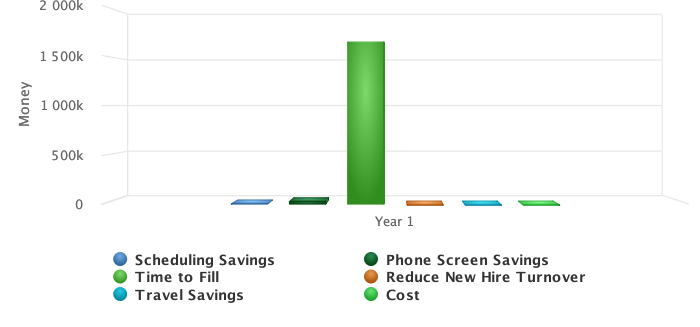 2 000k
1 500k
1 000k
500k
0
Money
Year 1
Scheduling Savings
Phone Screen Savings
Time to Fill
Reduce New Hire Turnover
Travel Savings
Cost